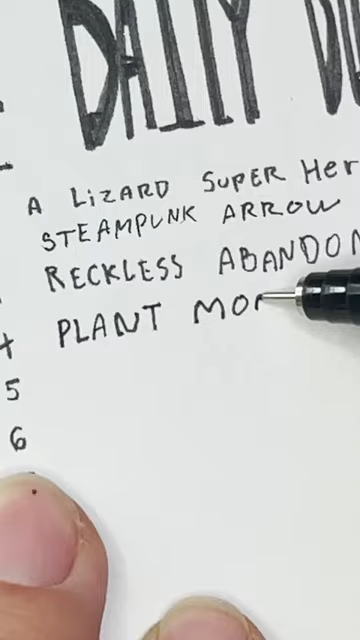 DAILY
A LIZARD SUPER Her
STEAMPUNK ARROW
RECKLESS ABANDON
4 PLANT MO
5
6